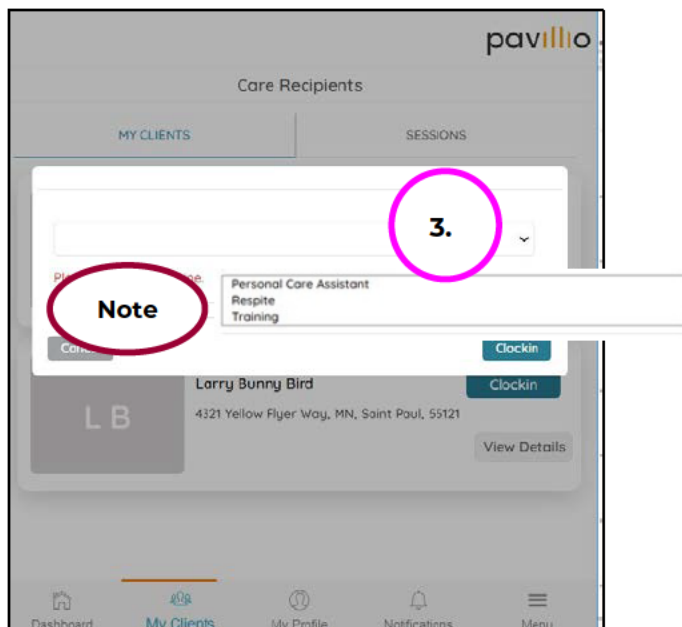 pavillio
Care Recipients
MY CLIENTS
SESSIONS
3.
Note
Personal Care Assistant
Respite
Training
Clockin
Larry Bunny Bird
Clockin
L B
4321 Yellow Flyer Way, MN, Saint Paul, 55121
View Details
Dashboard
My Clients
My Profile
Notifications
Menu